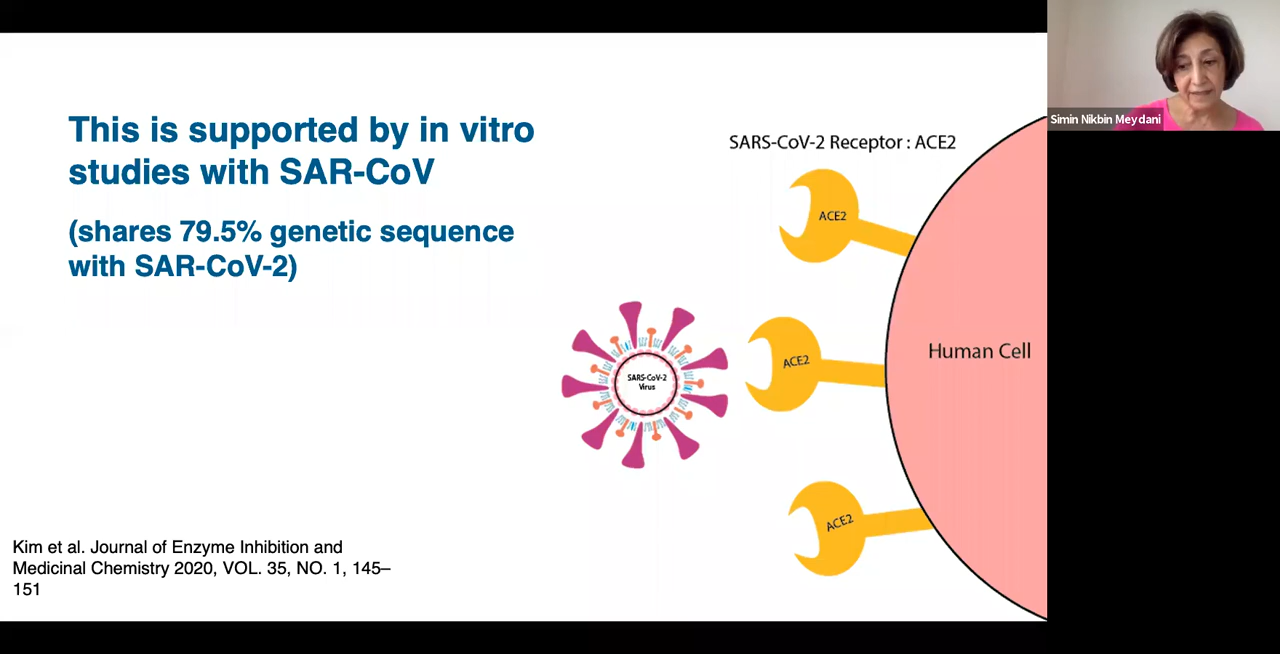 This is supported by in vitro
studies with SAR-CoV
(shares 79.5% genetic sequence
with SAR-CoV-2)
SARS-CoV-2 Receptor : ACE2
ACE2
ACE2
ACE2
SARS-CoV-2
Virus
Human Cell
Kim et al. Journal of Enzyme Inhibition and
Medicinal Chemistry 2020, VOL. 35, NO. 1, 145–
151
Simin Nikbin Meydani